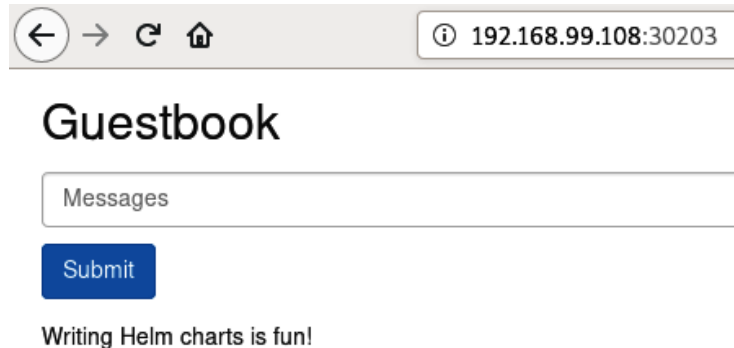 192.168.99.108:30203
Guestbook
Messages
Submit
Writing Helm charts is fun!